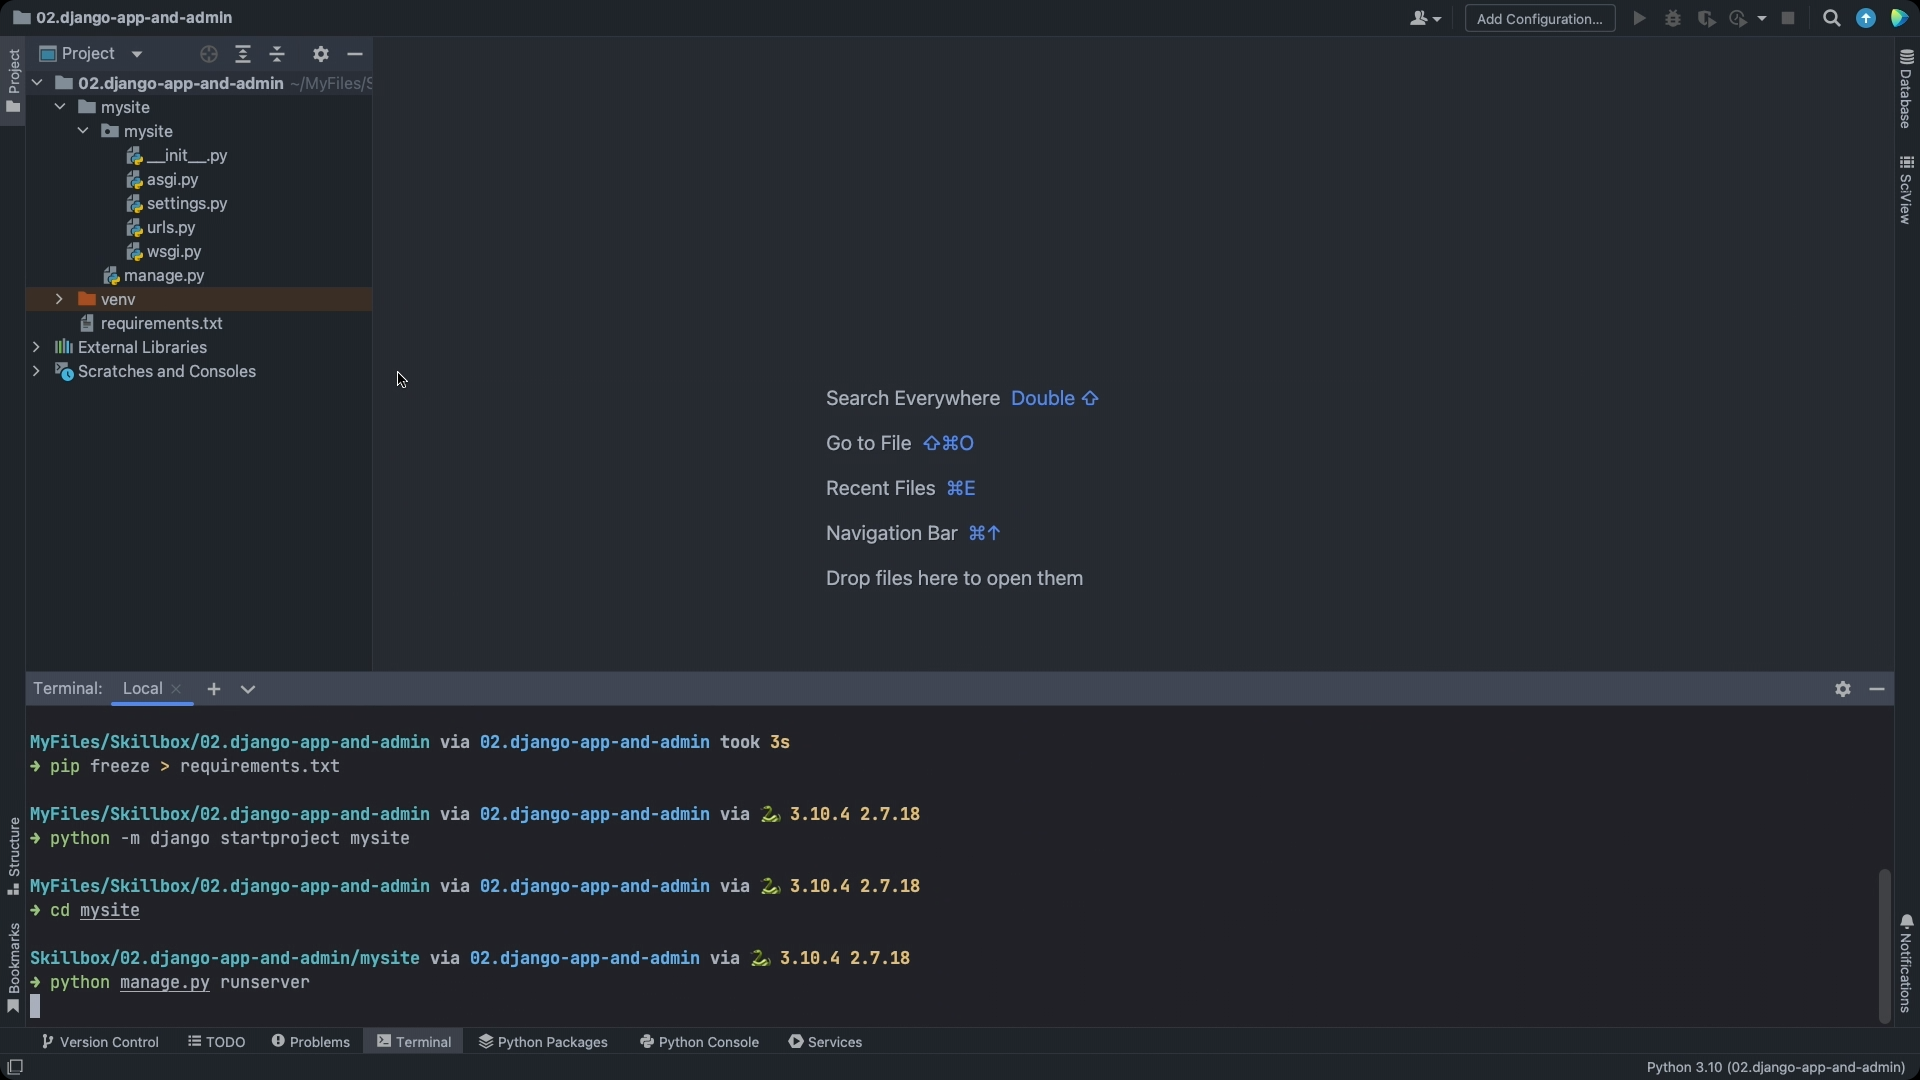 02.django-app-and-admin
Add Configuration...
Project
Project
02.django-app-and-admin ~/MyFiles/S
mysite
mysite
__init__.py
asgi.py
settings.py
urls.py
wsgi.py
manage.py
venv
requirements.txt
External Libraries
Scratches and Consoles
Search Everywhere Double ⇧
Go to File ⇧⌘O
Recent Files ⌘E
Navigation Bar ⌘↑
Drop files here to open them
Database
SciView
Terminal: Local
MyFiles/Skillbox/02.django-app-and-admin via 02.django-app-and-admin took 3s
➜ pip freeze > requirements.txt
MyFiles/Skillbox/02.django-app-and-admin via 02.django-app-and-admin via 🐍 3.10.4 2.7.18
➜ python -m django startproject mysite
MyFiles/Skillbox/02.django-app-and-admin via 02.django-app-and-admin via 🐍 3.10.4 2.7.18
➜ cd mysite
Skillbox/02.django-app-and-admin/mysite via 02.django-app-and-admin via 🐍 3.10.4 2.7.18
➜ python manage.py runserver
Structure
Bookmarks
Notifications
Version Control TODO Problems Terminal Python Packages Python Console Services
Python 3.10 (02.django-app-and-admin)